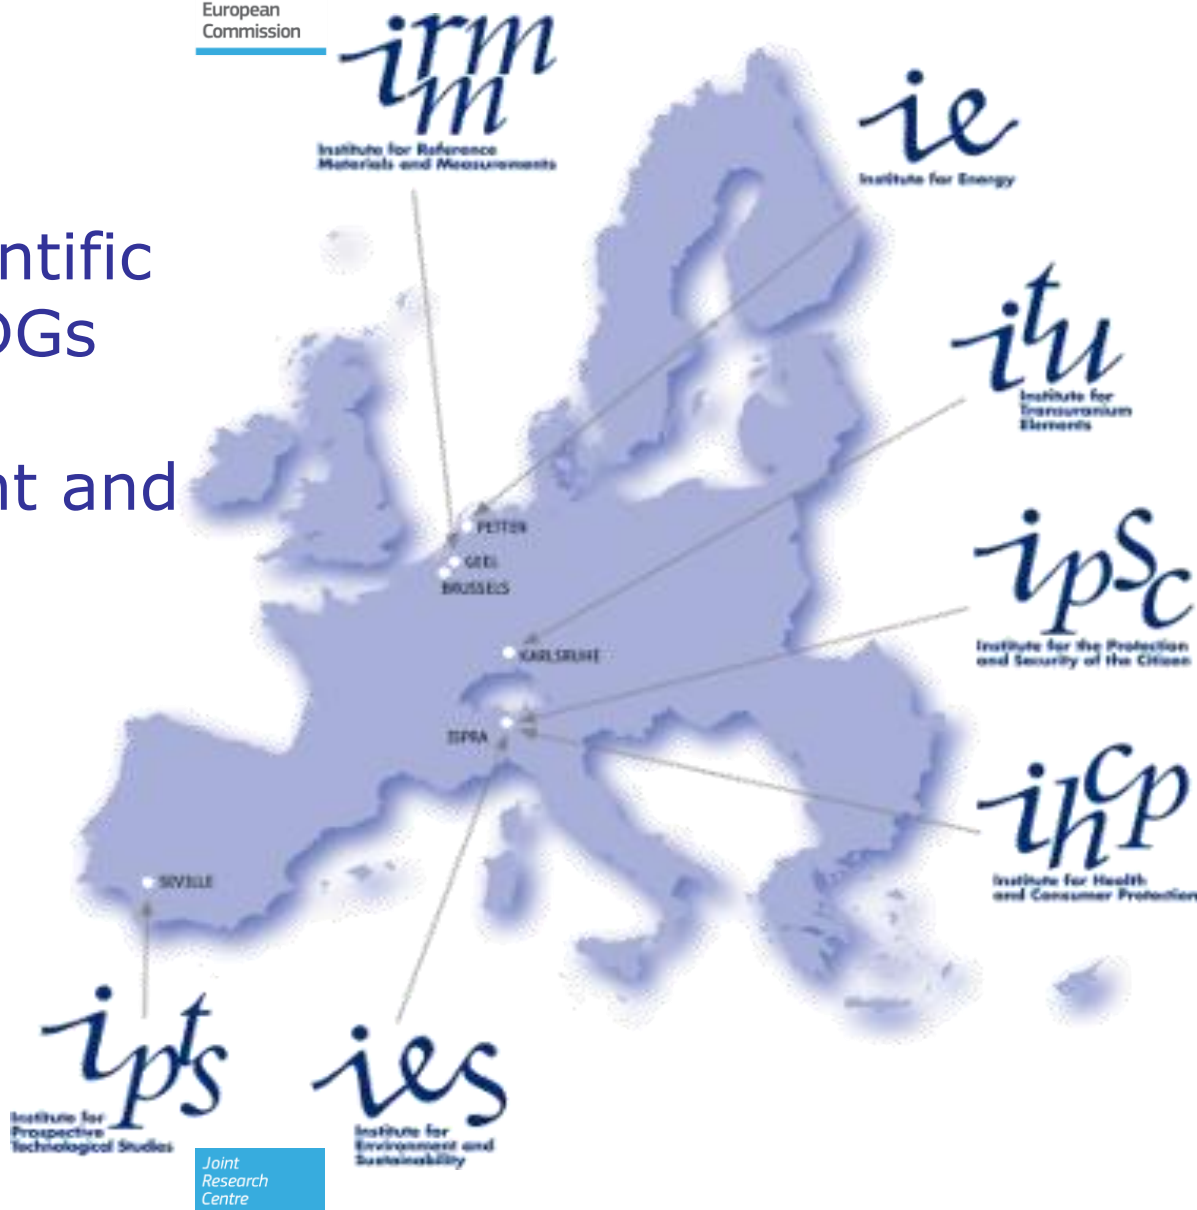 European
Commission
irmm
Institute for Reference
Materials and Measurements
ie
Institute for Energy
ntific
DGs
nt and
itu
Institute for
Transuranium
Elements
ipsc
Institute for the Protection
and Security of the Citizen
PETTEN
GEEL
BRUSSELS
KARLSRUHE
ISPRA
ihcp
Institute for Health
and Consumer Protection
SEVILLE
ipts
Institute for
Prospective
Technological Studies
ies
Institute for
Environment and
Sustainability
Joint
Research
Centre